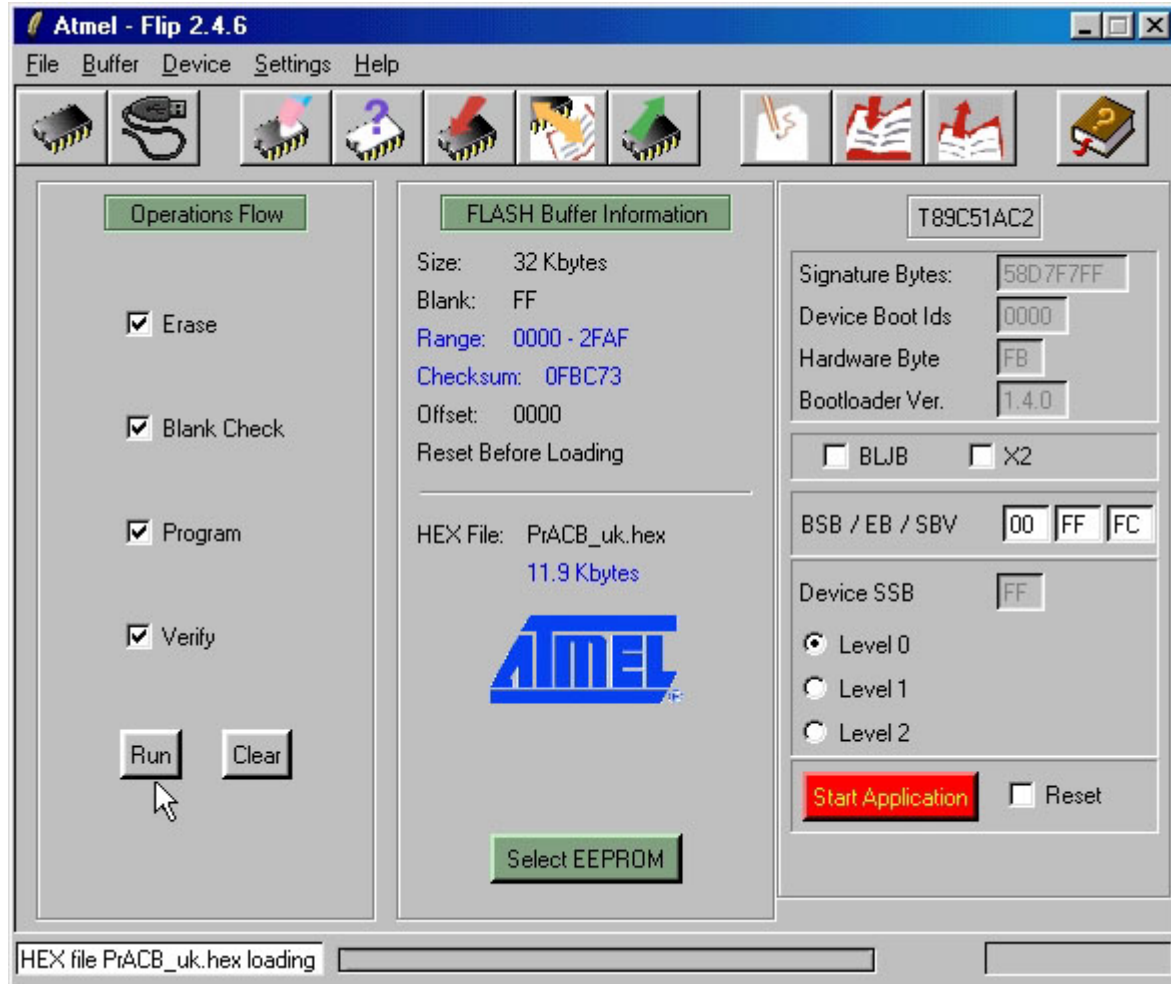 Atmel - Flip 2.4.6
File Buffer Device Settings Help
Operations Flow
Erase
Blank Check
Program
Verify
Run Clear
FLASH Buffer Information
Size: 32 Kbytes
Blank: FF
Range: 0000 - 2FAF
Checksum: 0FBC73
Offset: 0000
Reset Before Loading
HEX File: PrACB_uk.hex
11.9 Kbytes
ATMEL®
Select EEPROM
T89C51AC2
Signature Bytes: 58D7F7FF
Device Boot Ids 0000
Hardware Byte FB
Bootloader Ver. 1.4.0
BLJB X2
BSB / EB / SBV 00 FF FC
Device SSB FF
Level 0
Level 1
Level 2
Start Application Reset
HEX file PrACB_uk.hex loading